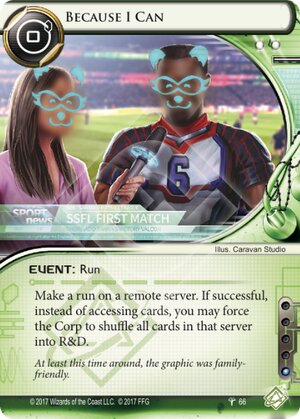 BECAUSE I CAN
0
6
SPORT
news
SSFL FIRST MATCH
Illus. Caravan Studio
EVENT: Run
Make a run on a remote server. If successful,
instead of accessing cards, you may force
the Corp to shuffle all cards in that server
into R&D.
At least this time around, the graphic was family-
friendly.
© 2017 Wizards of the Coast LLC. © 2017 FFG
66